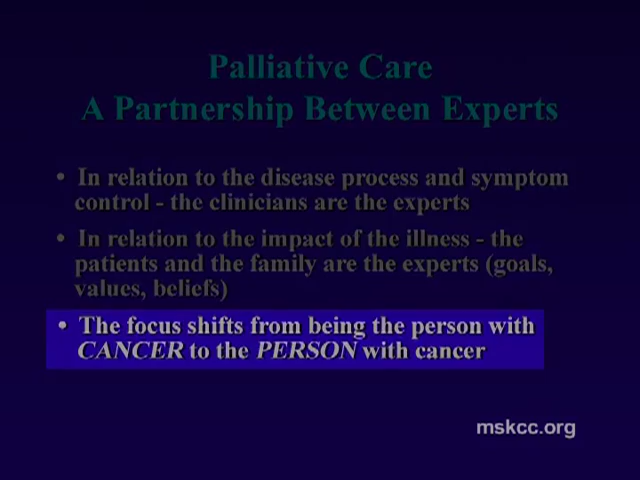 Palliative Care
A Partnership Between Experts
• In relation to the disease process and symptom
control - the clinicians are the experts
• In relation to the impact of the illness - the
patients and the family are the experts (goals,
values, beliefs)
• The focus shifts from being the person with
CANCER to the PERSON with cancer
mskcc.org